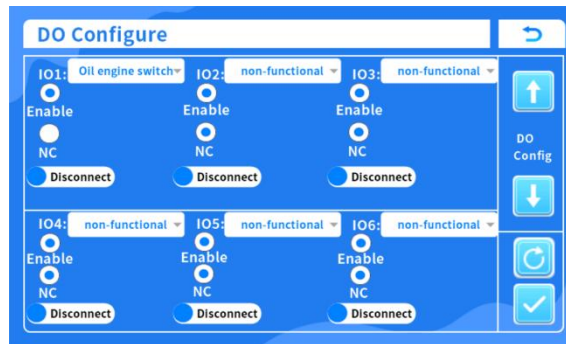 DO Configure
IO1: Oil engine switch IO2: non-functional IO3: non-functional
Enable Enable Enable
NC NC NC
Disconnect Disconnect Disconnect
DO
Config
IO4: non-functional IO5: non-functional IO6: non-functional
Enable Enable Enable
NC NC NC
Disconnect Disconnect Disconnect